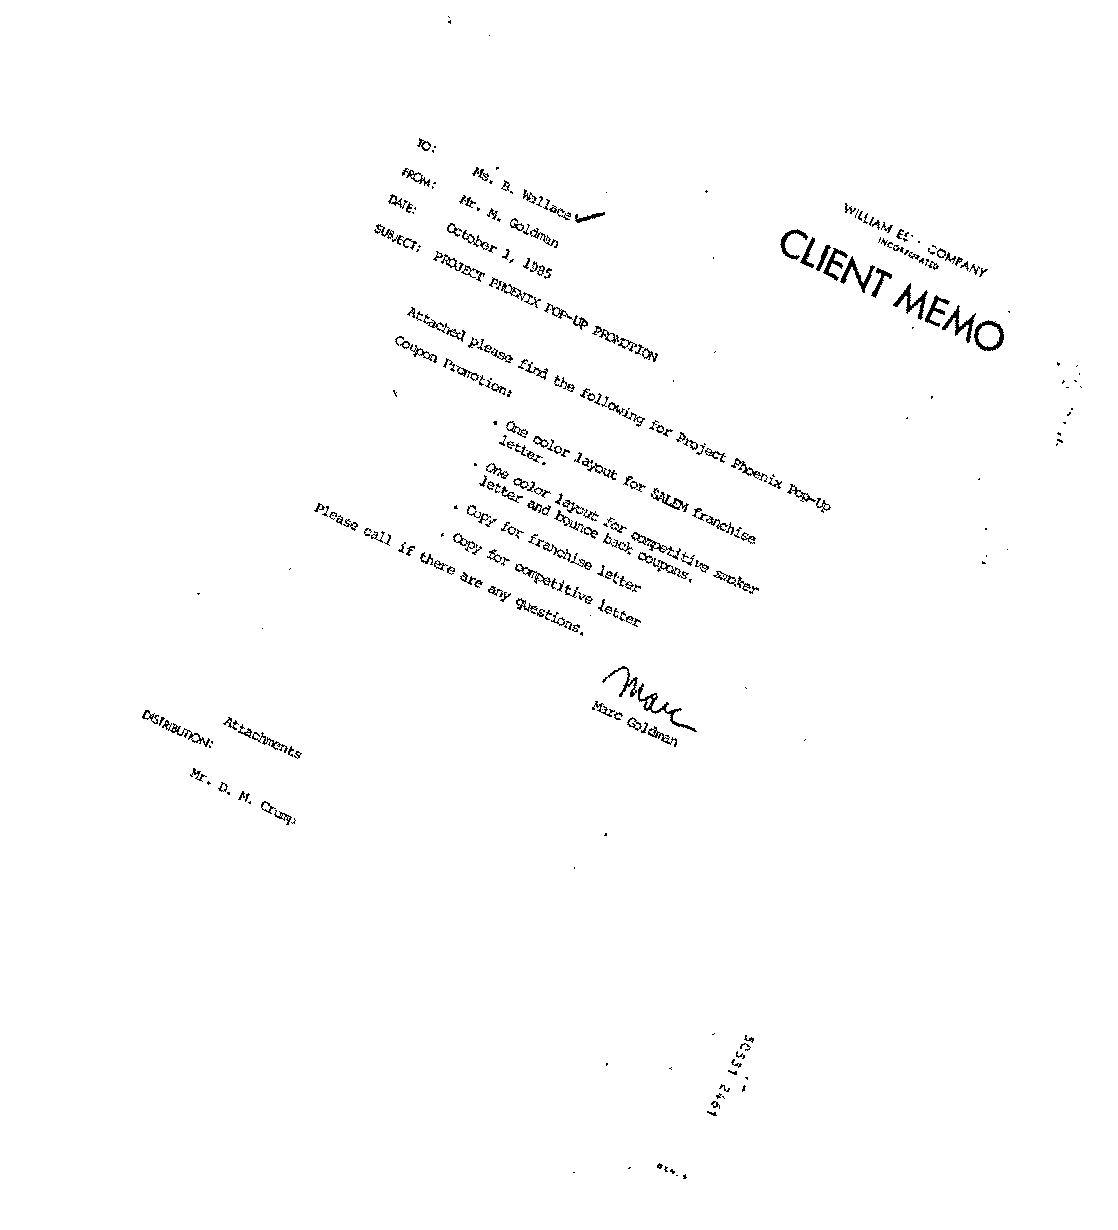 WILLIAM COMPANY
INCORPORATED
CLIENT MEMO
TO: Ms. B. Wallace
FROM: Mr. M. Goldman
DATE: October 1, 1985
SUBJECT: PROJECT PHOENIX POP-UP PROMOTION
Attached please find the following for Project Phoenix Pop-Up
Coupon Promotion:
. One color layout for SALEM franchise
letter.
. One color layout for competitive smoker
letter and bounce back coupons.
. Copy for franchise letter
. Copy for competitive letter
Please call if there are any questions.
Marc
Marc Goldman
Attachments
DISTRIBUTION:
Mr. D. M. Crump
50531 2461